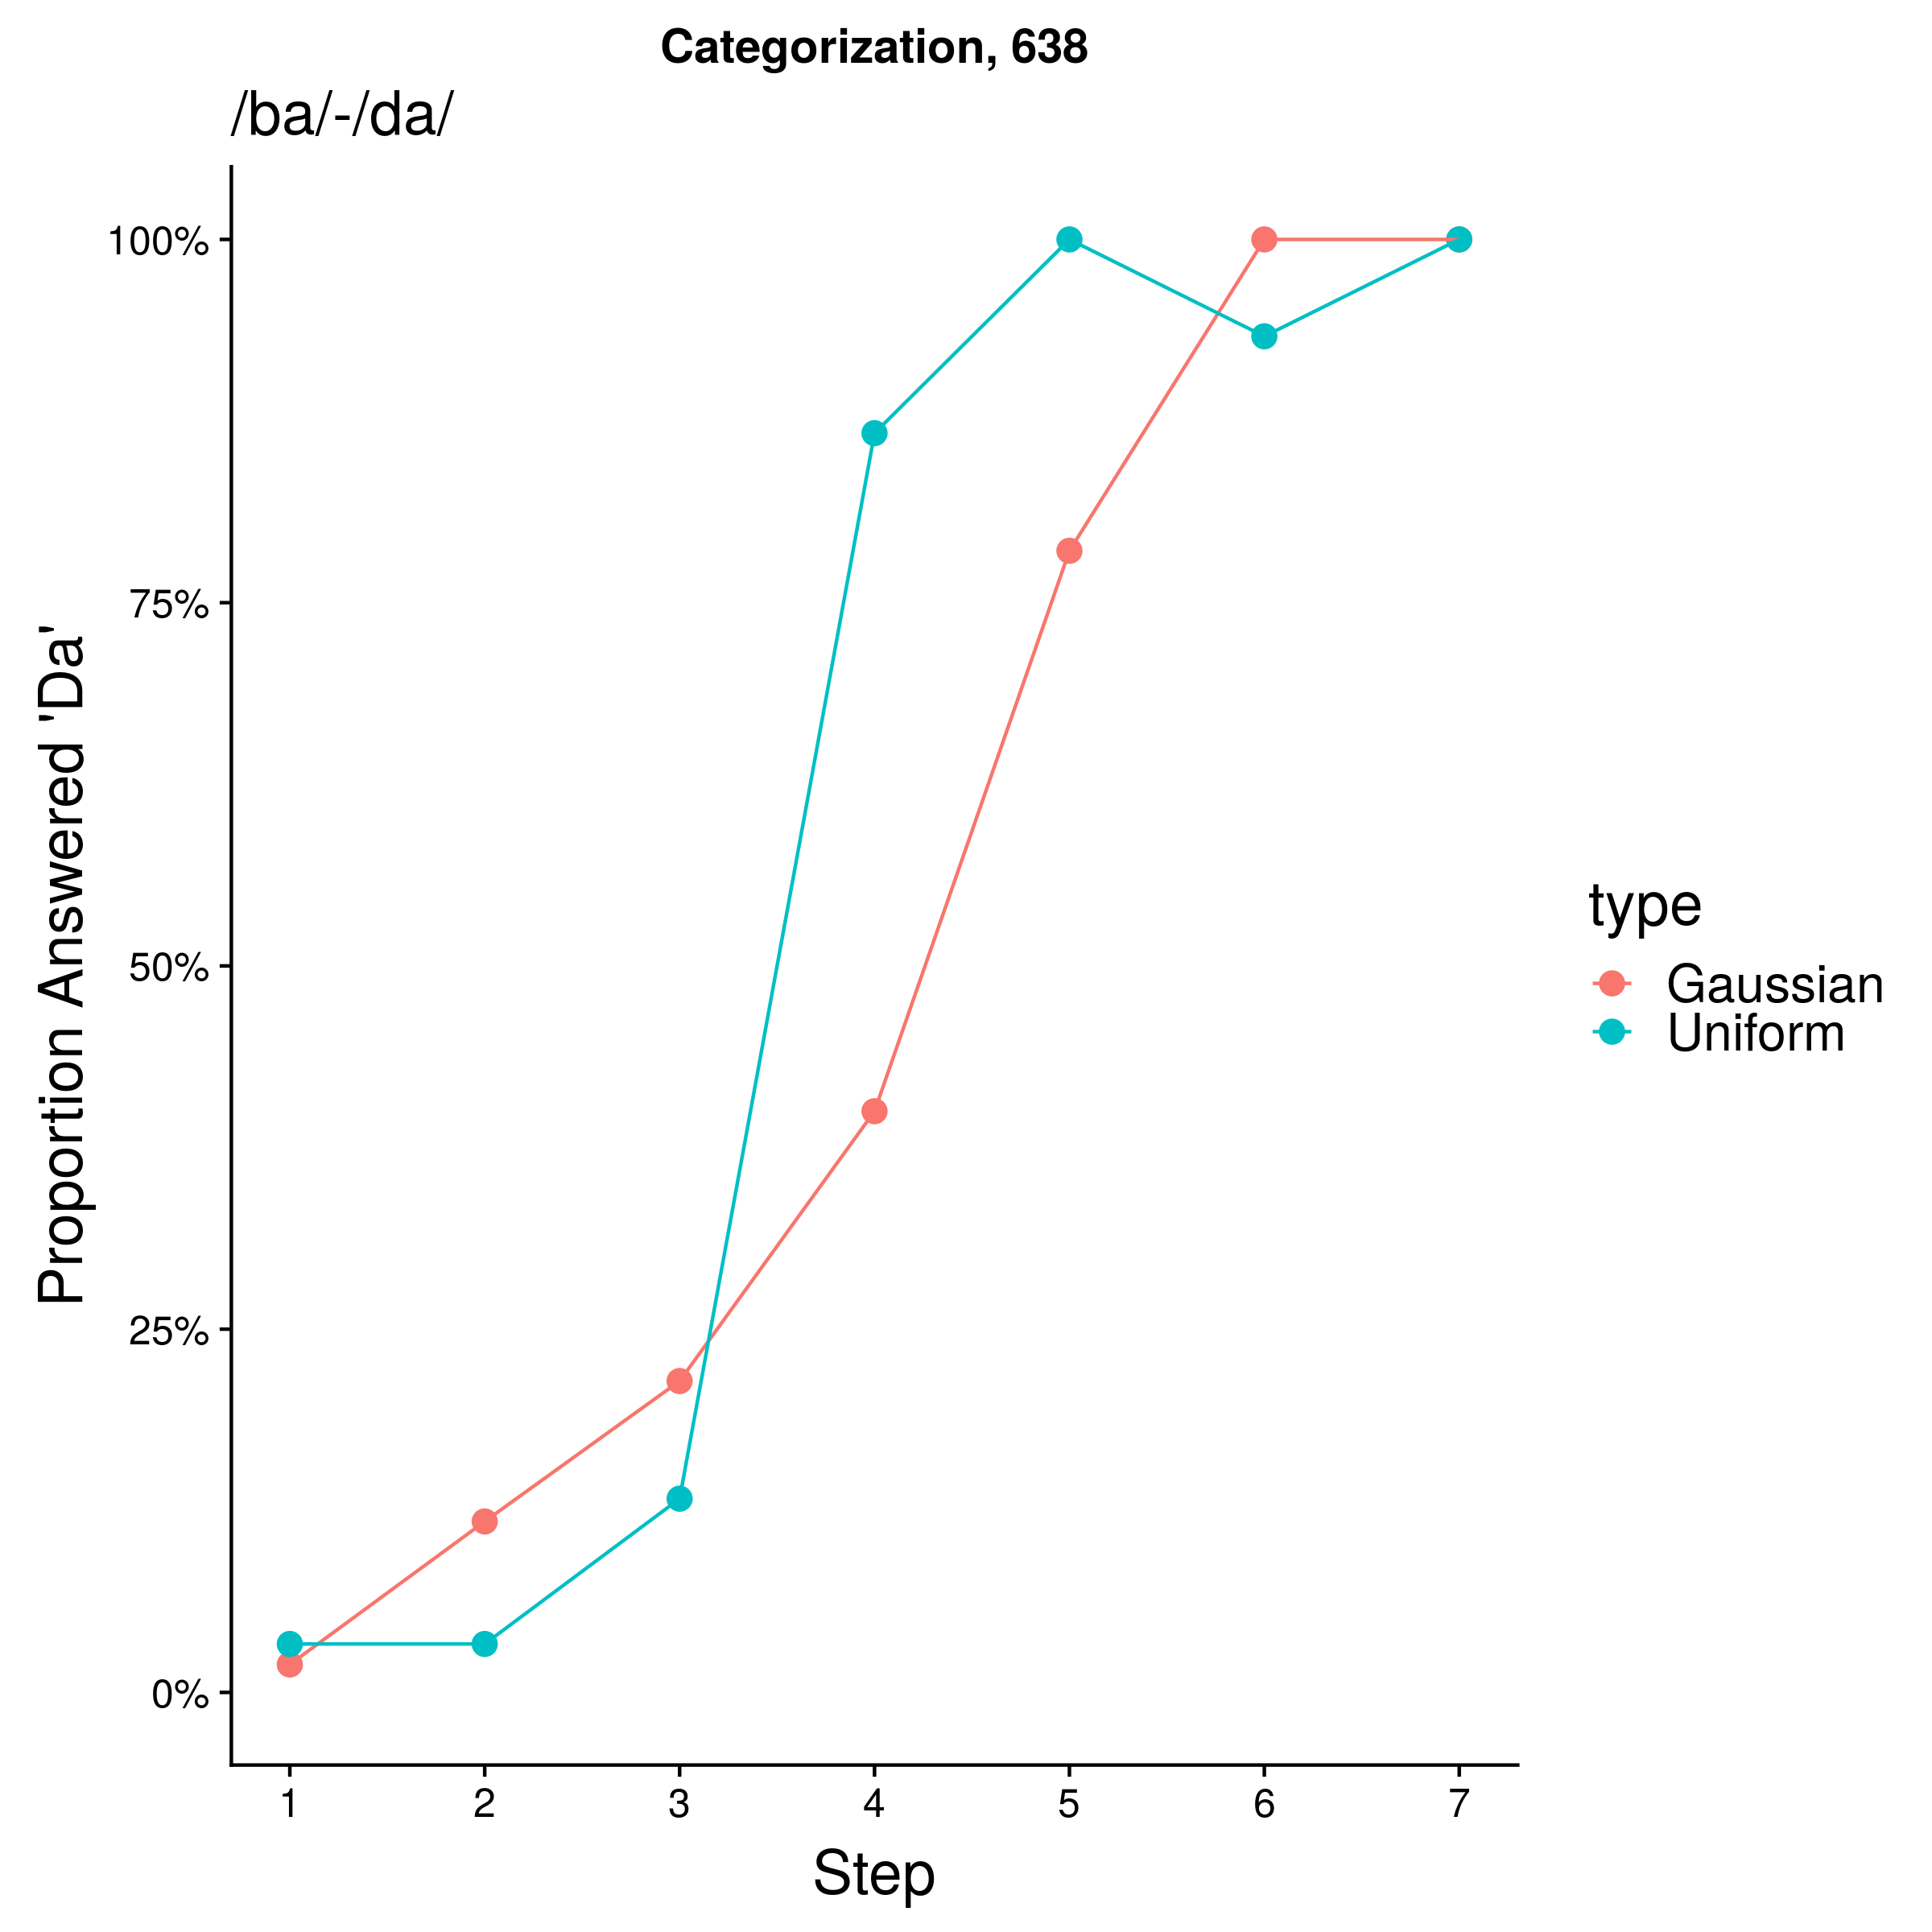 Categorization, 638
/ba/-/da/
Proportion Answered 'Da'
100%
75%
50%
25%
0%
1 2 3 4 5 6 7
Step
type
Gaussian
Uniform